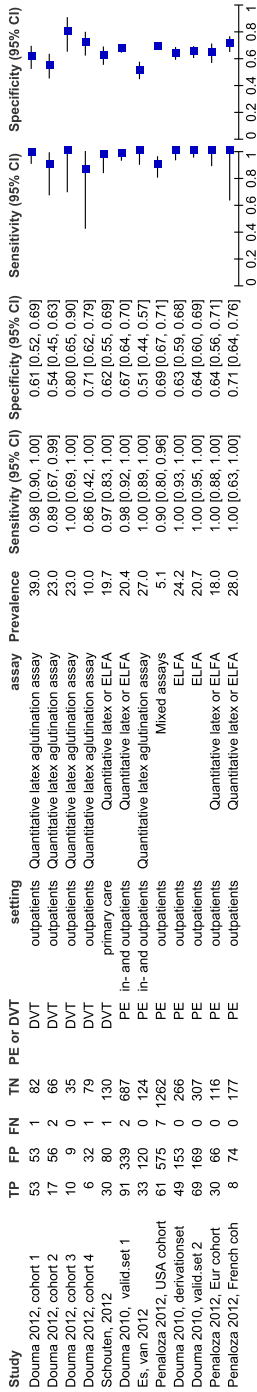 Study TP FP FN TN PE or DVT setting assay Prevalence Sensitivity (95% CI) Specificity (95% CI) Sensitivity (95% CI) Specificity (95% CI)
Douma 2012, cohort 1 53 53 1 82 DVT outpatients Quantitative latex aglutination assay 39.0 0.98 [0.90, 1.00] 0.61 [0.52, 0.69]
Douma 2012, cohort 2 17 56 2 66 DVT outpatients Quantitative latex aglutination assay 23.0 0.89 [0.67, 0.99] 0.54 [0.45, 0.63]
Douma 2012, cohort 3 10 9 0 35 DVT outpatients Quantitative latex aglutination assay 23.0 1.00 [0.69, 1.00] 0.80 [0.65, 0.90]
Douma 2012, cohort 4 6 32 1 79 DVT outpatients Quantitative latex aglutination assay 10.0 0.86 [0.42, 1.00] 0.71 [0.62, 0.79]
Schouten, 2012 30 80 1 130 DVT primary care Quantitative latex or ELFA 19.7 0.97 [0.83, 1.00] 0.62 [0.55, 0.69]
Douma 2010, valid.set 1 91 339 2 687 PE in- and outpatients Quantitative latex or ELFA 20.4 0.98 [0.92, 1.00] 0.67 [0.64, 0.70]
Es, van 2012 33 120 0 124 PE in- and outpatients Quantitative latex aglutination assay 27.0 1.00 [0.89, 1.00] 0.51 [0.44, 0.57]
Penaloza 2012, USA cohort 61 575 7 1262 PE outpatients Mixed assays 5.1 0.90 [0.80, 0.96] 0.69 [0.67, 0.71]
Douma 2010, derivationset 49 153 0 266 PE outpatients ELFA 24.2 1.00 [0.93, 1.00] 0.63 [0.59, 0.68]
Douma 2010, valid.set 2 69 169 0 307 PE outpatients ELFA 20.7 1.00 [0.95, 1.00] 0.64 [0.60, 0.69]
Penaloza 2012, Eur cohort 30 66 0 116 PE outpatients Quantitative latex or ELFA 18.0 1.00 [0.88, 1.00] 0.64 [0.56, 0.71]
Penaloza 2012, French coh 8 74 0 177 PE outpatients Quantitative latex or ELFA 28.0 1.00 [0.63, 1.00] 0.71 [0.64, 0.76]
0 0.2 0.4 0.6 0.8 1 0 0.2 0.4 0.6 0.8 1